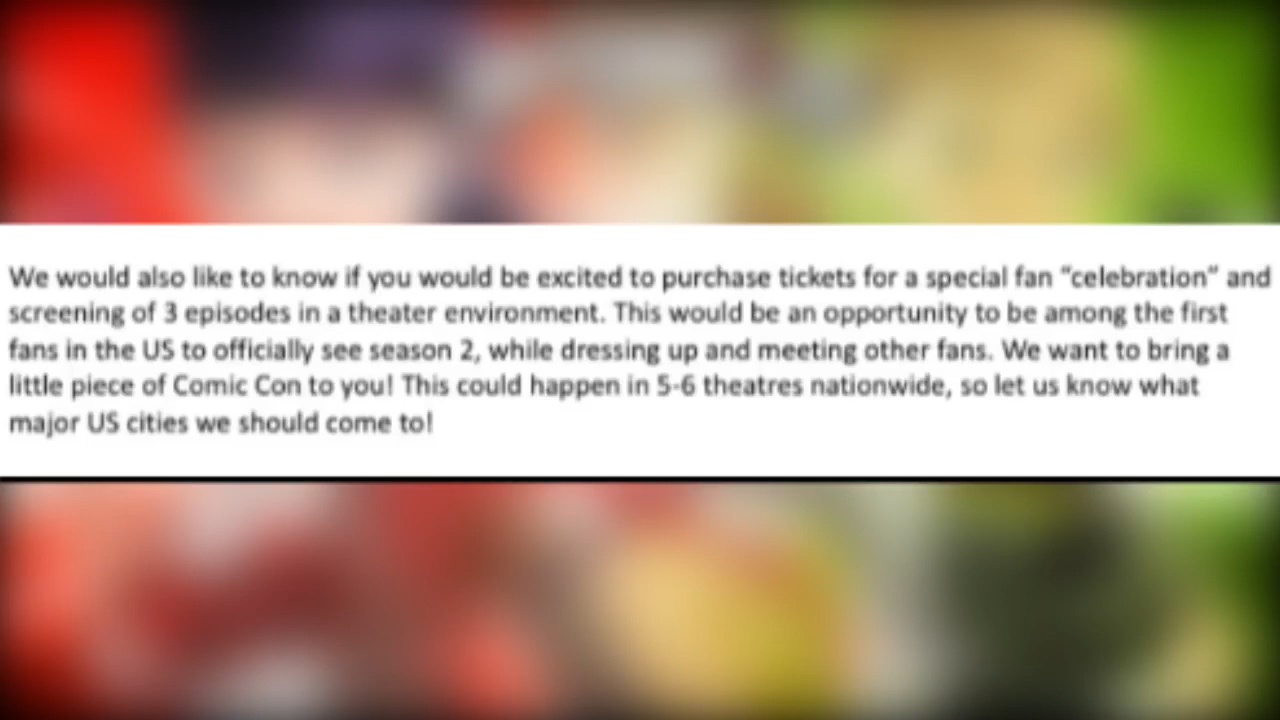 We would also like to know if you would be excited to purchase tickets for a special fan “celebration” and
screening of 3 episodes in a theater environment. This would be an opportunity to be among the first
fans in the US to officially see season 2, while dressing up and meeting other fans. We want to bring a
little piece of Comic Con to you! This could happen in 5-6 theatres nationwide, so let us know what
major US cities we should come to!